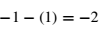 −1 − (1) = −2